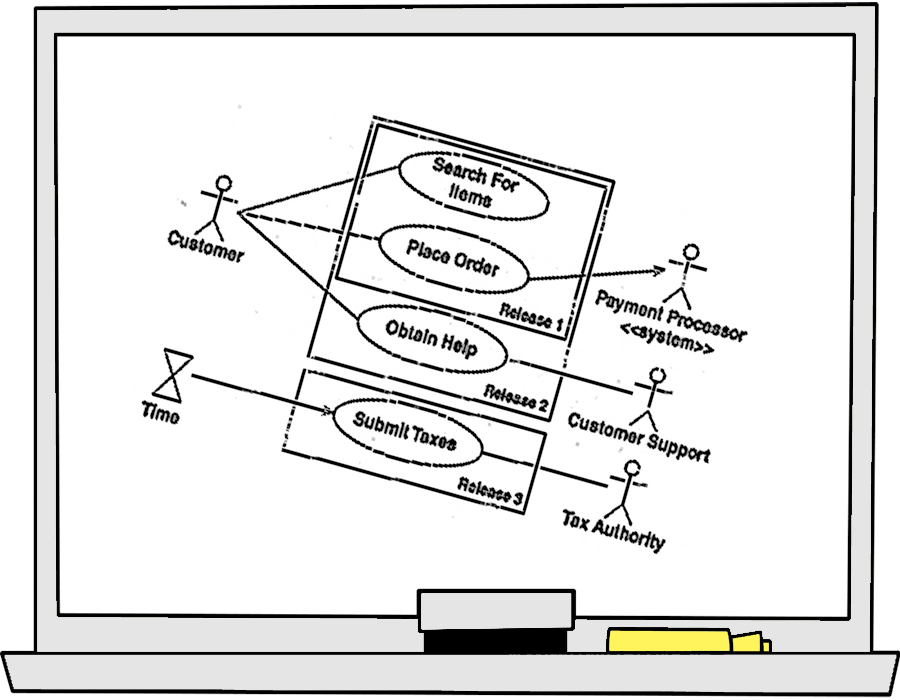 Search For
Items
Customer
Place Order
Payment Processor
<<system>>
Release 1
Obtain Help
Release 2
Customer Support
Time
Submit Taxes
Release 3
Tax Authority